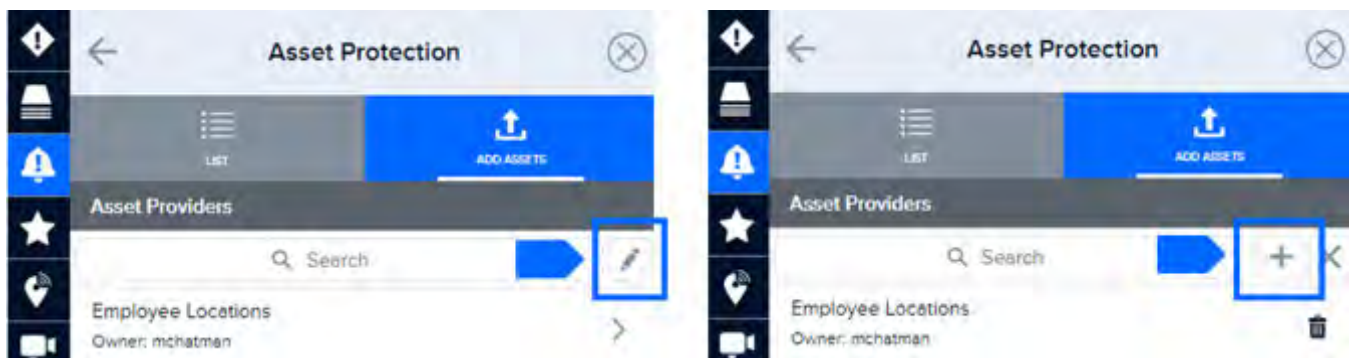 Asset Protection
LIST
ADD ASSETS
Asset Providers
Search
Employee Locations
Owner: mchatman
Asset Protection
LIST
ADD ASSETS
Asset Providers
Search
Employee Locations
Owner: mchatman